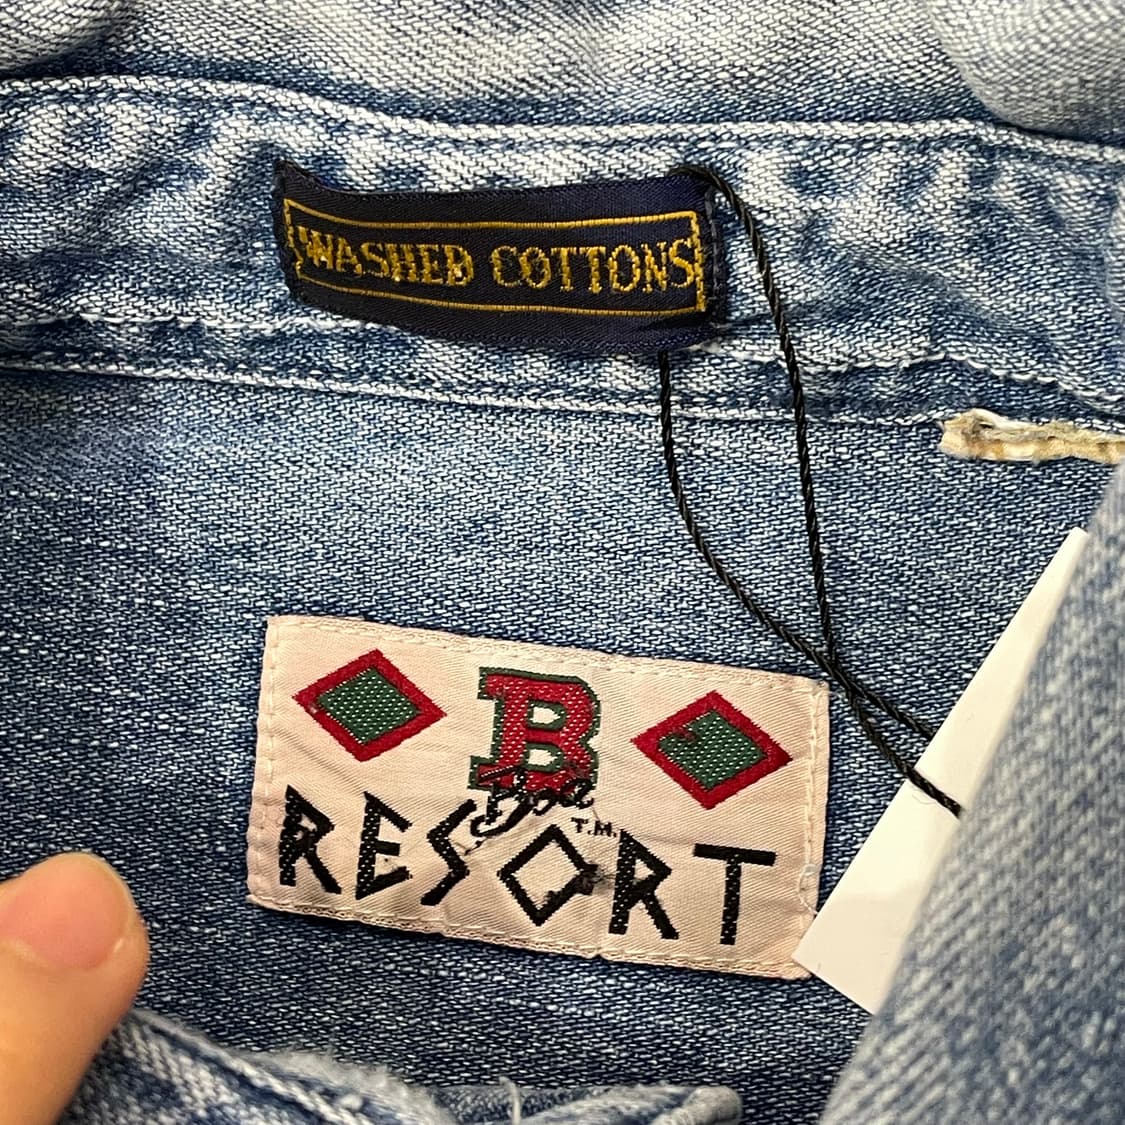 WASHED COTTONS
B
RESORT
T.M.